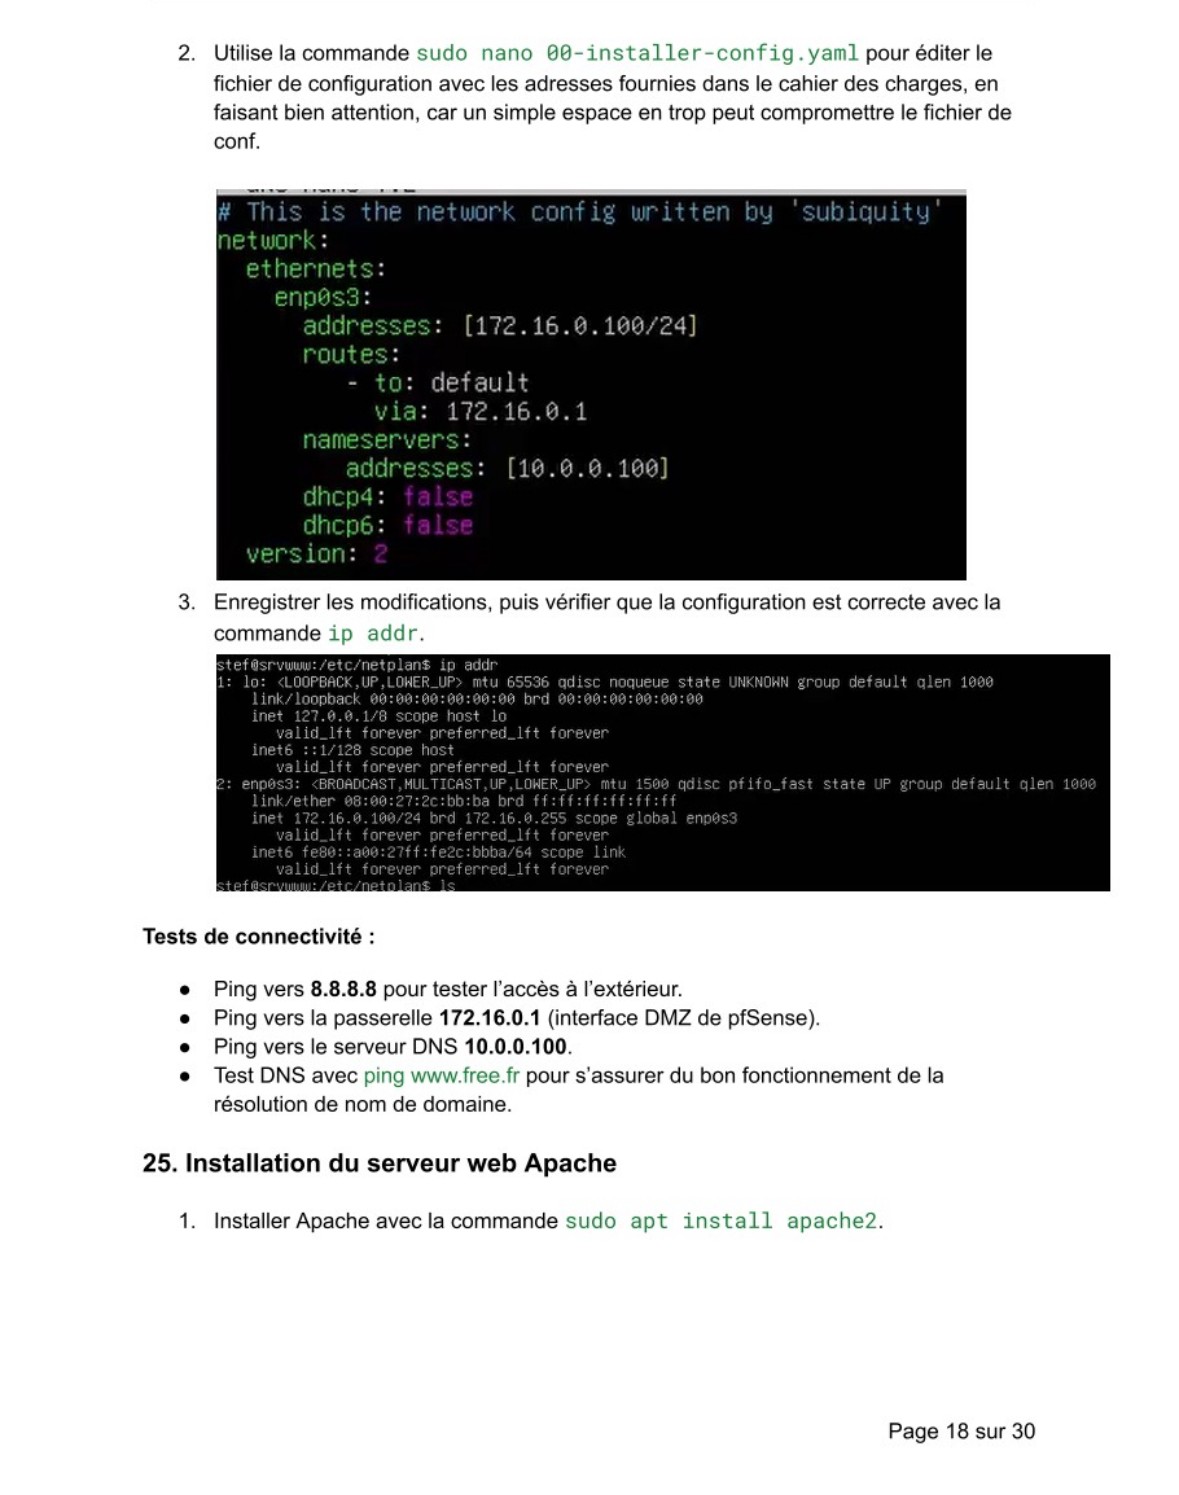 2. Utilise la commande sudo nano 00-installer-config.yaml pour éditer le
fichier de configuration avec les adresses fournies dans le cahier des charges, en
faisant bien attention, car un simple espace en trop peut compromettre le fichier de
conf.
# This is the network config written by 'subiquity'
network:
  ethernets:
    enp0s3:
      addresses: [172.16.0.100/24]
      routes:
         - to: default
           via: 172.16.0.1
      nameservers:
         addresses: [10.0.0.100]
      dhcp4: false
      dhcp6: false
  version: 2
3. Enregistrer les modifications, puis vérifier que la configuration est correcte avec la
commande ip addr.
stef@srvwww:/etc/netplan$ ip addr
1: lo: <LOOPBACK,UP,LOWER_UP> mtu 65536 qdisc noqueue state UNKNOWN group default qlen 1000
    link/loopback 00:00:00:00:00:00 brd 00:00:00:00:00:00
    inet 127.0.0.1/8 scope host lo
       valid_lft forever preferred_lft forever
    inet6 ::1/128 scope host
       valid_lft forever preferred_lft forever
2: enp0s3: <BROADCAST,MULTICAST,UP,LOWER_UP> mtu 1500 qdisc pfifo_fast state UP group default qlen 1000
    link/ether 08:00:27:2c:bb:ba brd ff:ff:ff:ff:ff:ff
    inet 172.16.0.100/24 brd 172.16.0.255 scope global enp0s3
       valid_lft forever preferred_lft forever
    inet6 fe80::a00:27ff:fe2c:bbba/64 scope link
       valid_lft forever preferred_lft forever
stef@srvwww:/etc/netplan$ ls
Tests de connectivité :
● Ping vers 8.8.8.8 pour tester l’accès à l’extérieur.
● Ping vers la passerelle 172.16.0.1 (interface DMZ de pfSense).
● Ping vers le serveur DNS 10.0.0.100.
● Test DNS avec ping www.free.fr pour s’assurer du bon fonctionnement de la
résolution de nom de domaine.
25. Installation du serveur web Apache
1. Installer Apache avec la commande sudo apt install apache2.
Page 18 sur 30